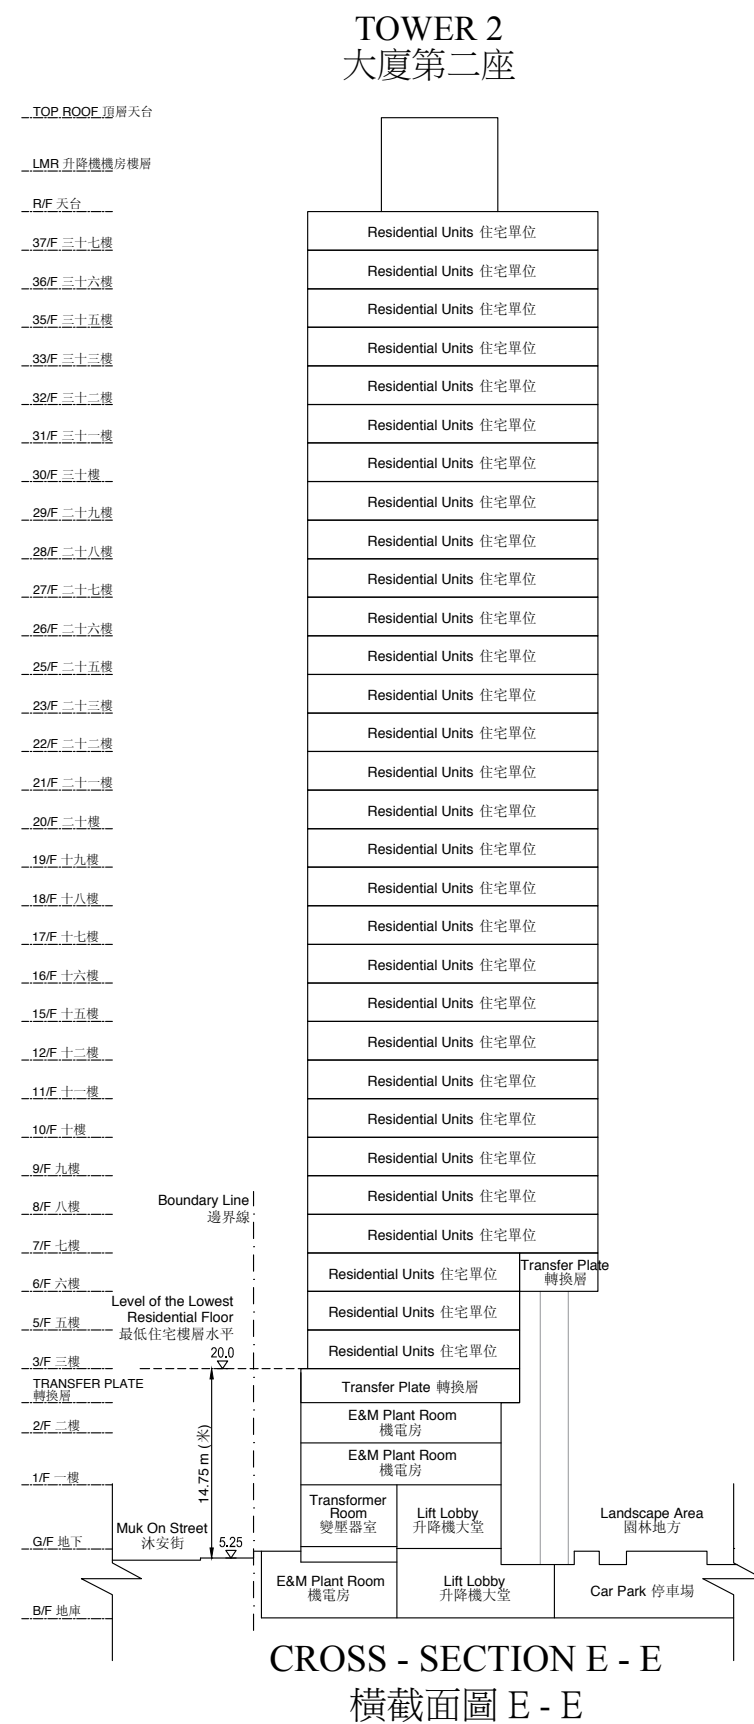 TOWER 2
大廈第二座
TOP ROOF 頂層天台
LMR 升降機機房樓層
R/F 天台
Residential Units 住宅單位
37/F 三十七樓
Residential Units 住宅單位
36/F 三十六樓
Residential Units 住宅單位
35/F 三十五樓
Residential Units 住宅單位
33/F 三十三樓
Residential Units 住宅單位
32/F 三十二樓
Residential Units 住宅單位
31/F 三十一樓
Residential Units 住宅單位
30/F 三十樓
Residential Units 住宅單位
29/F 二十九樓
Residential Units 住宅單位
28/F 二十八樓
Residential Units 住宅單位
27/F 二十七樓
Residential Units 住宅單位
26/F 二十六樓
Residential Units 住宅單位
25/F 二十五樓
Residential Units 住宅單位
23/F 二十三樓
Residential Units 住宅單位
22/F 二十二樓
Residential Units 住宅單位
21/F 二十一樓
Residential Units 住宅單位
20/F 二十樓
Residential Units 住宅單位
19/F 十九樓
Residential Units 住宅單位
18/F 十八樓
Residential Units 住宅單位
17/F 十七樓
Residential Units 住宅單位
16/F 十六樓
Residential Units 住宅單位
15/F 十五樓
Residential Units 住宅單位
12/F 十二樓
Residential Units 住宅單位
11/F 十一樓
Residential Units 住宅單位
10/F 十樓
Residential Units 住宅單位
9/F 九樓
Residential Units 住宅單位
8/F 八樓
Boundary Line
邊界線
Residential Units 住宅單位
7/F 七樓
Residential Units 住宅單位
Transfer Plate
轉換層
6/F 六樓
Level of the Lowest
Residential Floor
最低住宅樓層水平
Residential Units 住宅單位
5/F 五樓
Residential Units 住宅單位
20.0
3/F 三樓
TRANSFER PLATE
轉換層
Transfer Plate 轉換層
2/F 二樓
E&M Plant Room
機電房
14.75 m (米)
E&M Plant Room
機電房
1/F 一樓
Transformer
Room
變壓器室
Lift Lobby
升降機大堂
Landscape Area
園林地方
Muk On Street
沐安街
5.25
G/F 地下
E&M Plant Room
機電房
Lift Lobby
升降機大堂
Car Park 停車場
B/F 地庫
CROSS - SECTION E - E
橫截面圖 E - E